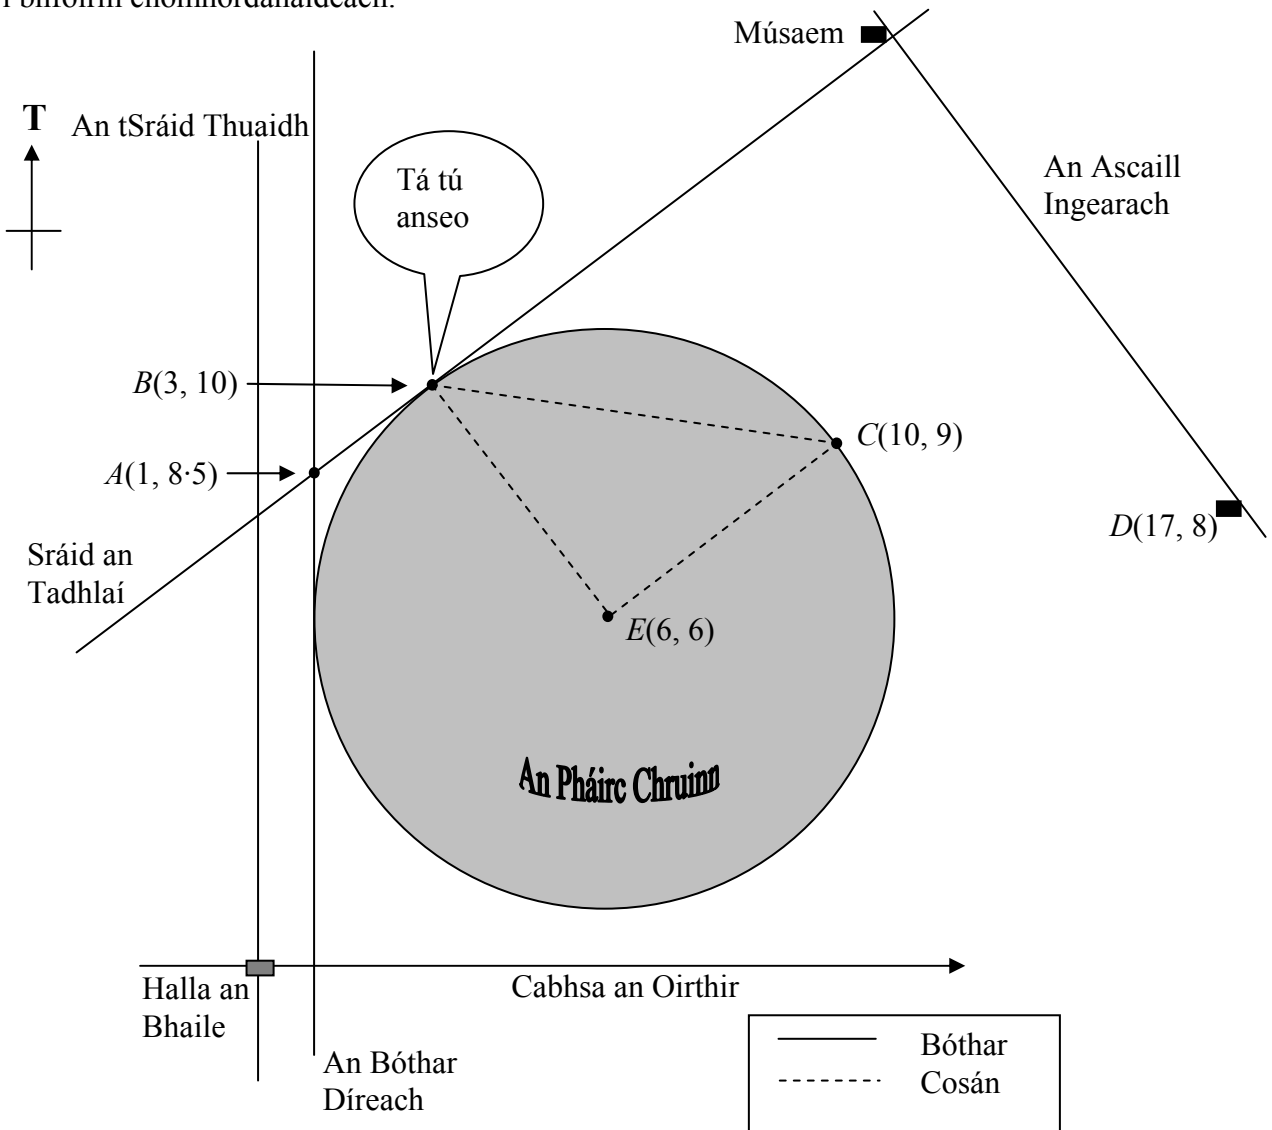 i bhfoirm chomhordanáideach.
Músaem
T
An tSráid Thuaidh
Tá tú
anseo
An Ascaill
Ingearach
B(3, 10)
C(10, 9)
A(1, 8·5)
D(17, 8)
Sráid an
Tadhlaí
E(6, 6)
An Pháirc Chruinn
Halla an
Bhaile
Cabhsa an Oirthir
An Bóthar
Díreach
Bóthar
Cosán